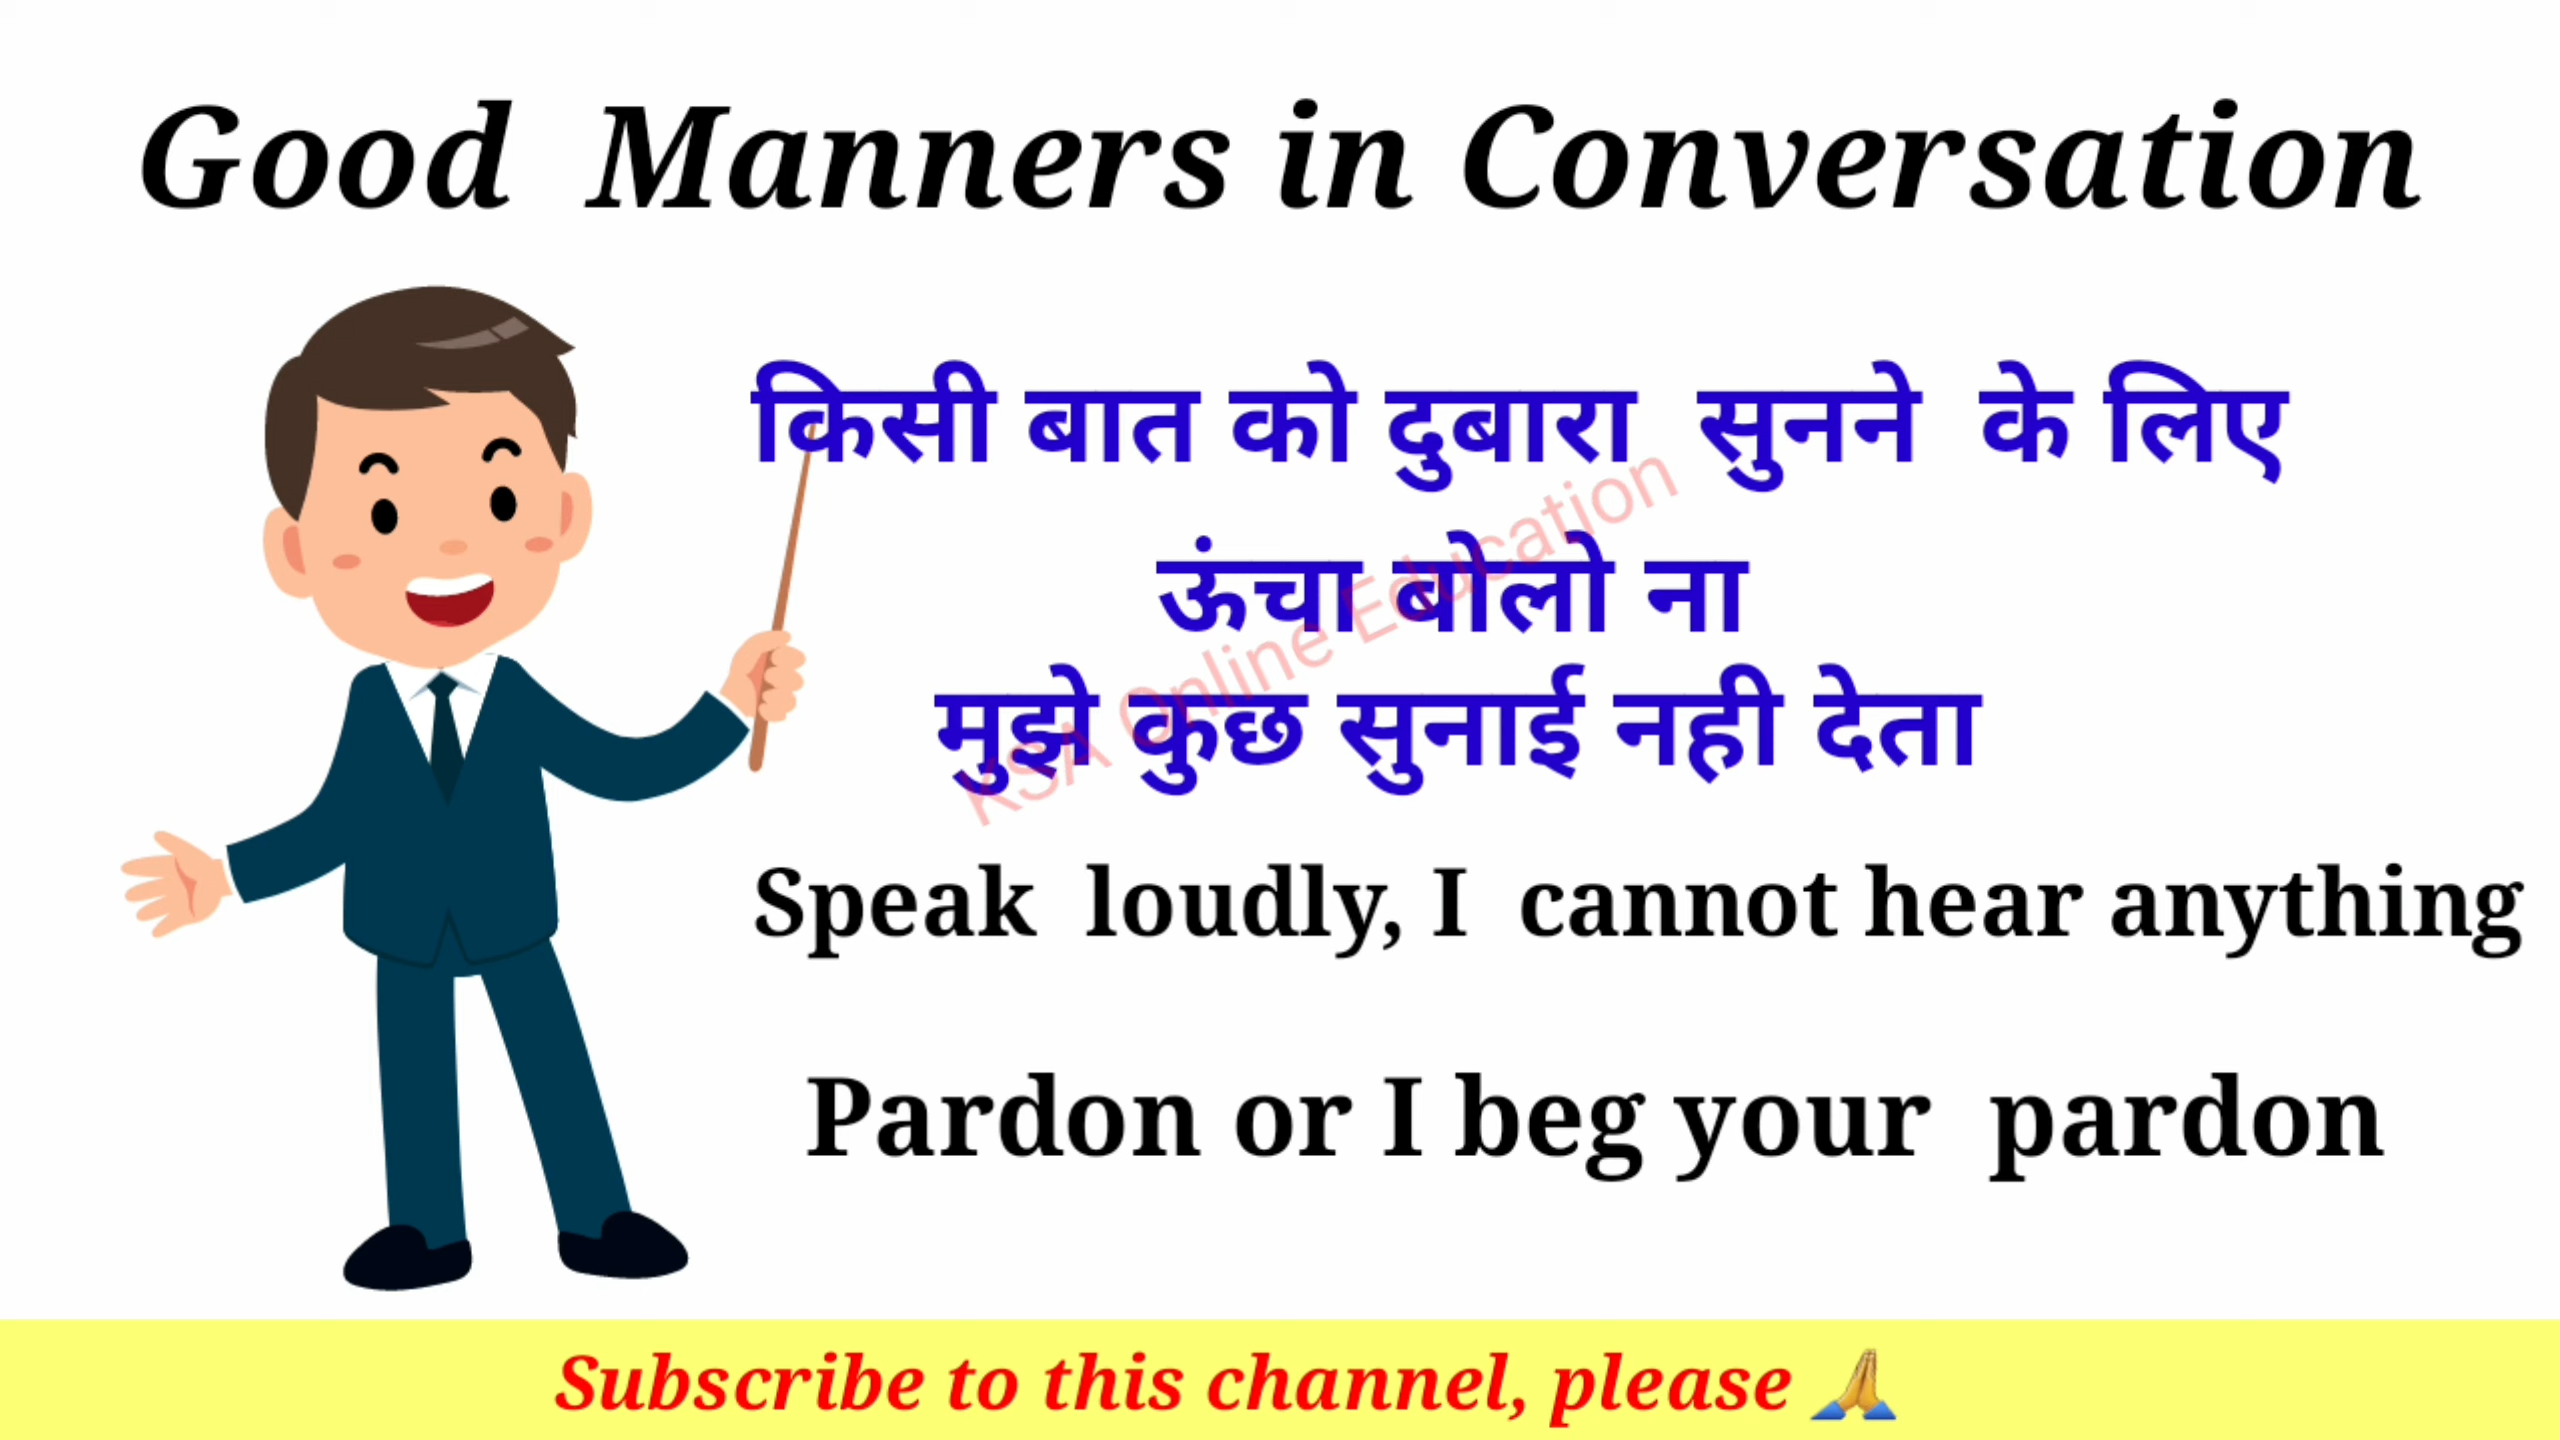 Good Manners in Conversation
किसी बात को दुबारा सुनने के लिए
ऊंचा बोलो ना
मुझे कुछ सुनाई नही देता
KSA Online Education
Speak loudly, I cannot hear anything
Pardon or I beg your pardon
Subscribe to this channel, please 🙏